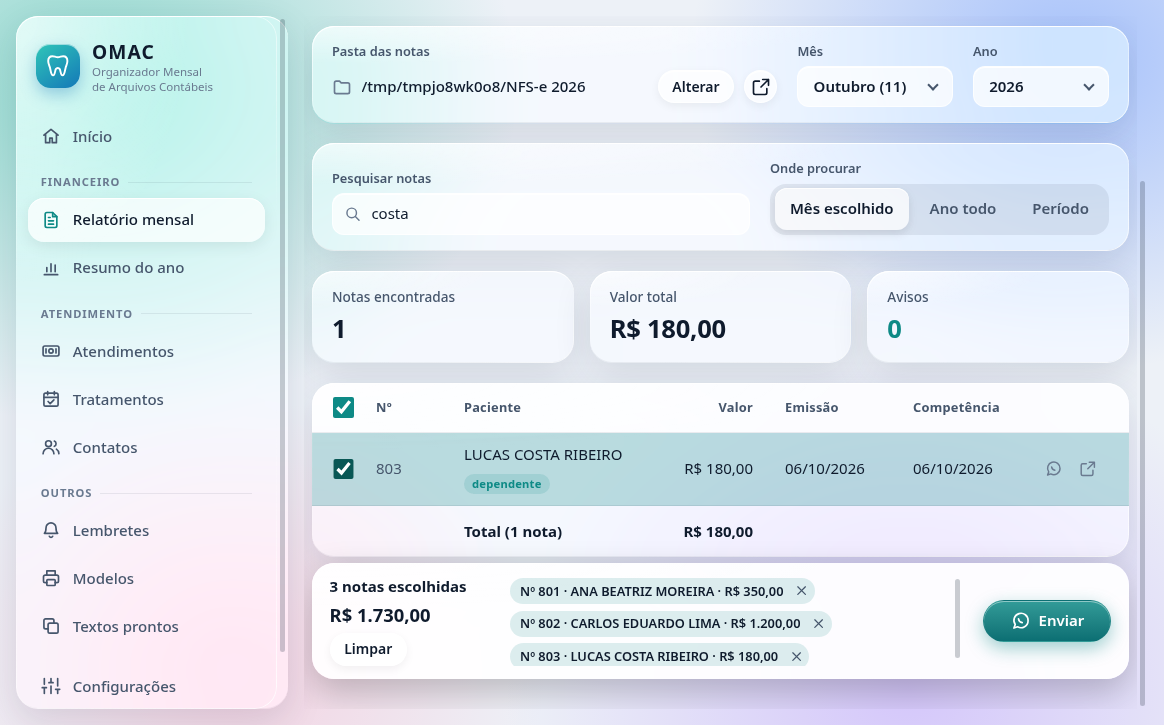 OMAC
Organizador Mensal
de Arquivos Contábeis
Início
FINANCEIRO
Relatório mensal
Resumo do ano
ATENDIMENTO
Atendimentos
Tratamentos
Contatos
OUTROS
Lembretes
Modelos
Textos prontos
Configurações
Pasta das notas
/tmp/tmpjo8wk0o8/NFS-e 2026
Alterar
Mês
Outubro (11)
Ano
2026
Pesquisar notas
costa
Onde procurar
Mês escolhido
Ano todo
Período
Notas encontradas
1
Valor total
R$ 180,00
Avisos
0
Nº Paciente Valor Emissão Competência
803 LUCAS COSTA RIBEIRO R$ 180,00 06/10/2026 06/10/2026
dependente
Total (1 nota) R$ 180,00
3 notas escolhidas
R$ 1.730,00
Limpar
Nº 801 · ANA BEATRIZ MOREIRA · R$ 350,00
Nº 802 · CARLOS EDUARDO LIMA · R$ 1.200,00
Nº 803 · LUCAS COSTA RIBEIRO · R$ 180,00
Enviar